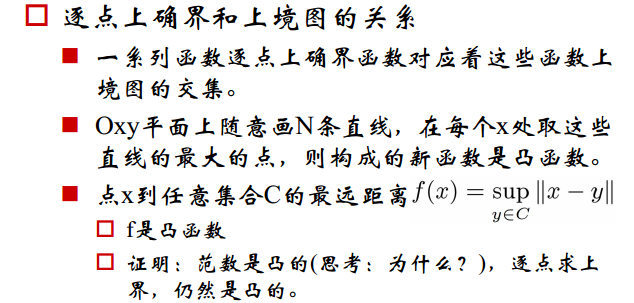 逐点上确界和上境图的关系
一系列函数逐点上确界函数对应着这些函数上
境图的交集。
Oxy平面上随意画N条直线，在每个x处取这些
直线的最大的点，则构成的新函数是凸函数。
点x到任意集合C的最远距离 f(x) = sup_{y∈C} ‖x − y‖
f是凸函数
证明：范数是凸的(思考：为什么？)，逐点求上
界，仍然是凸的。